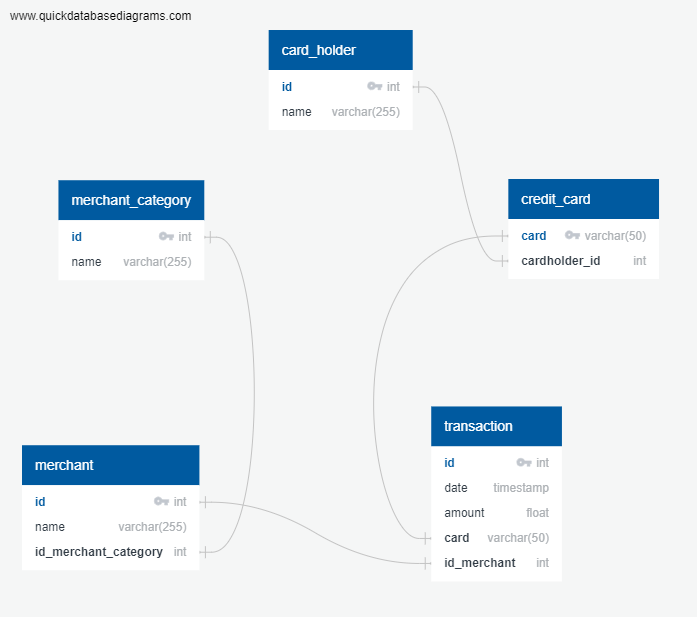 www.quickdatabasediagrams.com
card_holder
id int
name varchar(255)
merchant_category
id int
name varchar(255)
credit_card
card varchar(50)
cardholder_id int
merchant
id int
name varchar(255)
id_merchant_category int
transaction
id int
date timestamp
amount float
card varchar(50)
id_merchant int